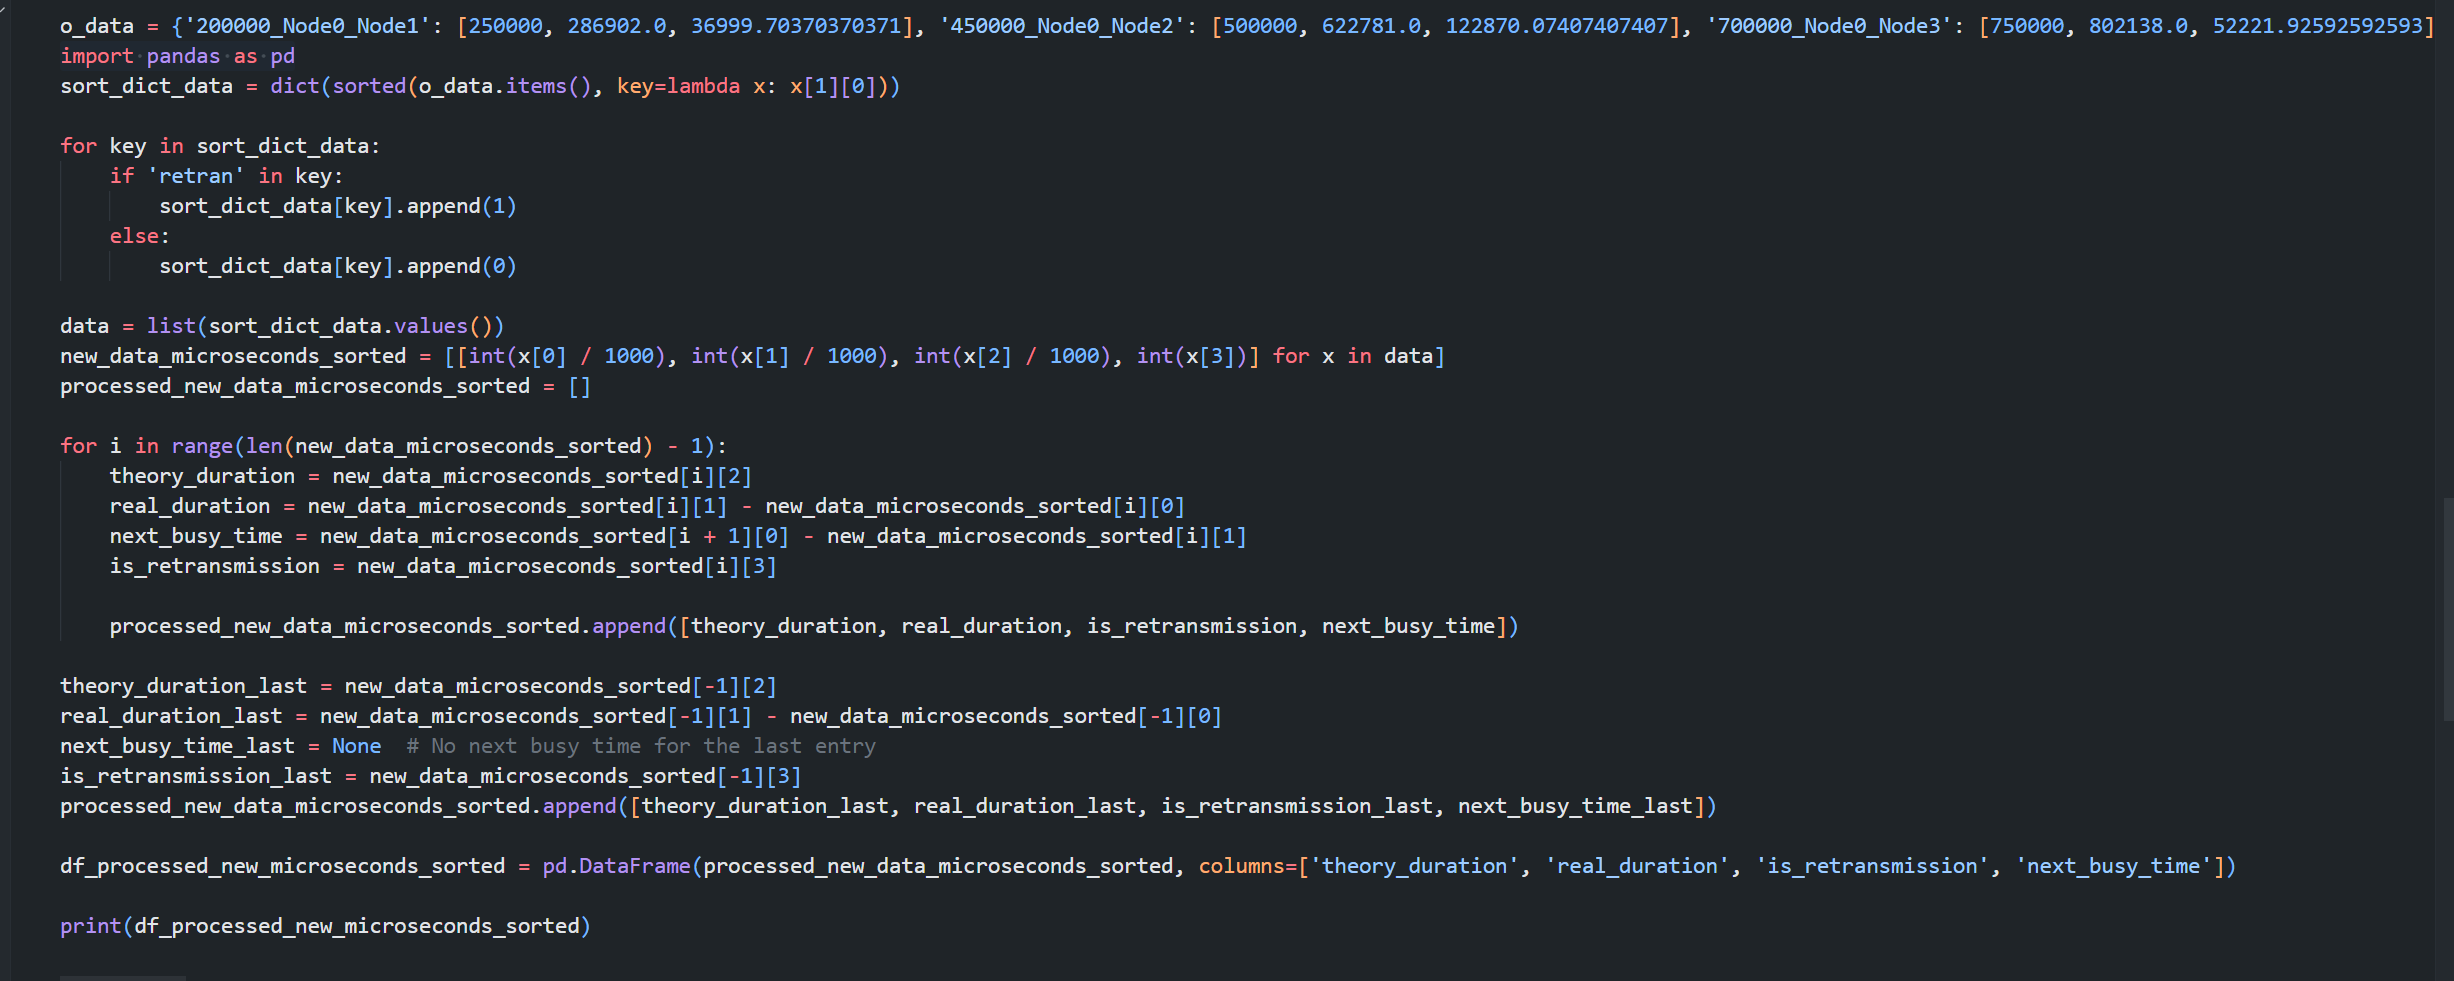 o_data = {'200000_Node0_Node1': [250000, 286902.0, 36999.70370370371], '450000_Node0_Node2': [500000, 622781.0, 122870.07407407407], '700000_Node0_Node3': [750000, 802138.0, 52221.92592592593]
import pandas as pd
sort_dict_data = dict(sorted(o_data.items(), key=lambda x: x[1][0]))
for key in sort_dict_data:
    if 'retran' in key:
        sort_dict_data[key].append(1)
    else:
        sort_dict_data[key].append(0)
data = list(sort_dict_data.values())
new_data_microseconds_sorted = [[int(x[0] / 1000), int(x[1] / 1000), int(x[2] / 1000), int(x[3])] for x in data]
processed_new_data_microseconds_sorted = []
for i in range(len(new_data_microseconds_sorted) - 1):
    theory_duration = new_data_microseconds_sorted[i][2]
    real_duration = new_data_microseconds_sorted[i][1] - new_data_microseconds_sorted[i][0]
    next_busy_time = new_data_microseconds_sorted[i + 1][0] - new_data_microseconds_sorted[i][1]
    is_retransmission = new_data_microseconds_sorted[i][3]
    processed_new_data_microseconds_sorted.append([theory_duration, real_duration, is_retransmission, next_busy_time])
theory_duration_last = new_data_microseconds_sorted[-1][2]
real_duration_last = new_data_microseconds_sorted[-1][1] - new_data_microseconds_sorted[-1][0]
next_busy_time_last = None  # No next busy time for the last entry
is_retransmission_last = new_data_microseconds_sorted[-1][3]
processed_new_data_microseconds_sorted.append([theory_duration_last, real_duration_last, is_retransmission_last, next_busy_time_last])
df_processed_new_microseconds_sorted = pd.DataFrame(processed_new_data_microseconds_sorted, columns=['theory_duration', 'real_duration', 'is_retransmission', 'next_busy_time'])
print(df_processed_new_microseconds_sorted)